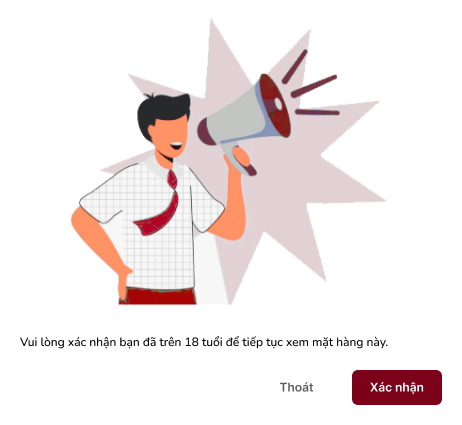 Vui lòng xác nhận bạn đã trên 18 tuổi để tiếp tục xem mặt hàng này.
Thoát
Xác nhận